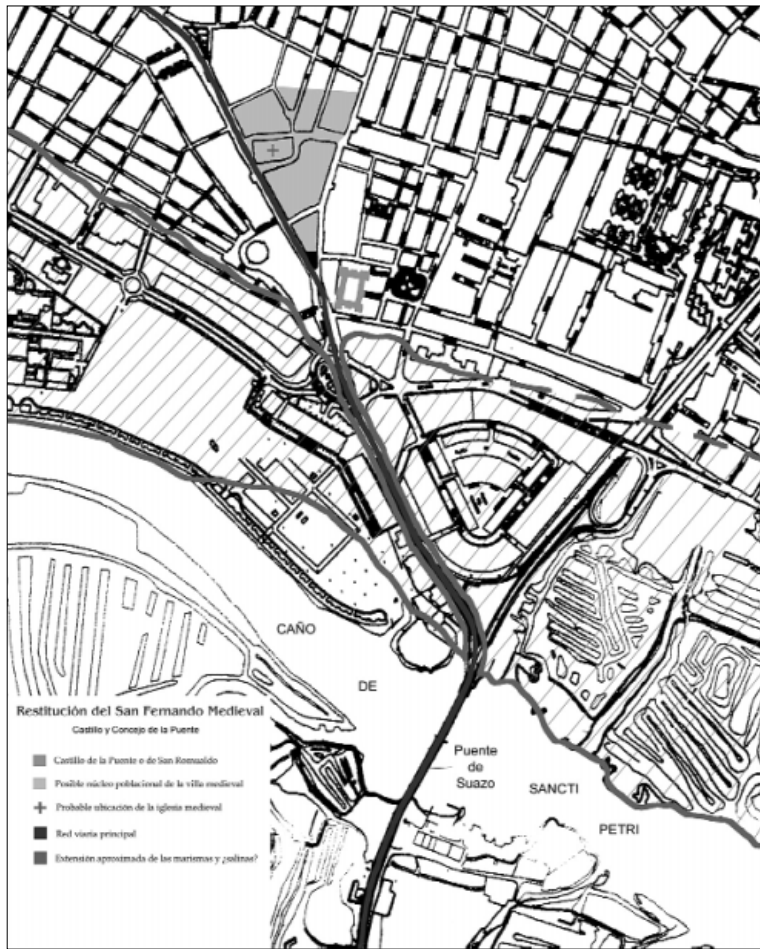 CAÑO
DE
Puente
de
Suazo
SANCTI
PETRI
Restitución del San Fernando Medieval
Castillo y Concejo de la Puente
Castillo de la Puente o de San Romualdo
Posible núcleo poblacional de la villa medieval
Probable ubicación de la iglesia medieval
Red viaria principal
Extensión aproximada de las marismas y ¿salinas?